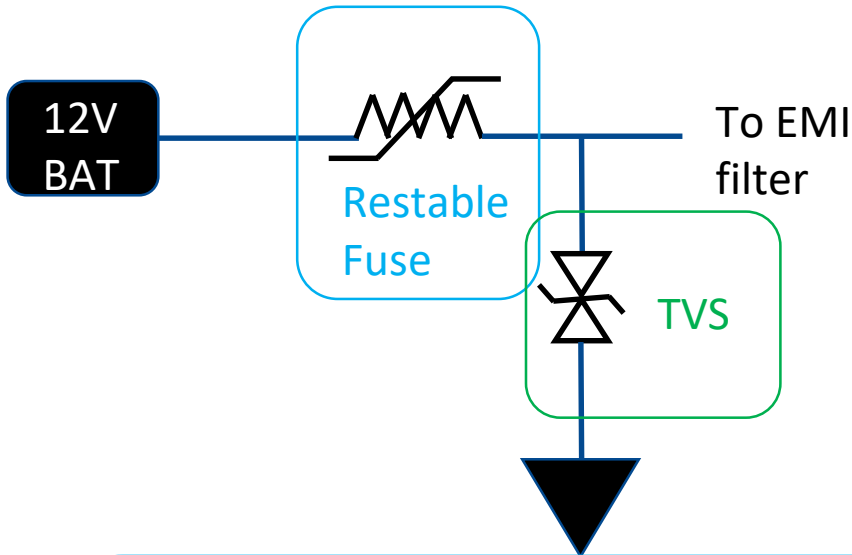 12V
BAT
Restable
Fuse
To EMI
filter
TVS